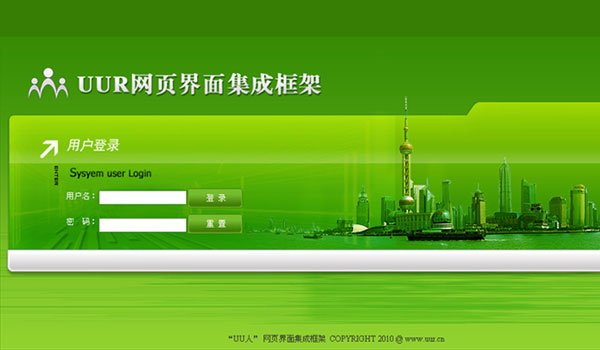 UUR网页界面集成框架
用户登录
ENTER
Sysyem user Login
用户名：
登 录
密 码：
重 置
“UU人” 网页界面集成框架 COPYRIGHT 2010 @ www.uur.cn